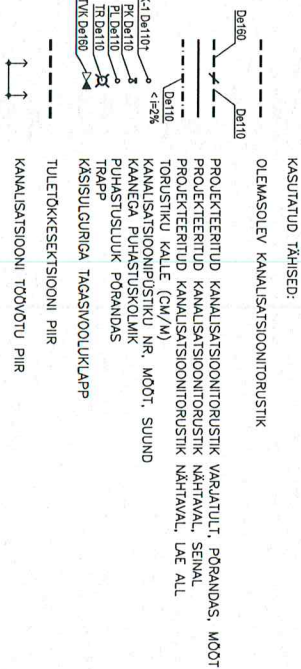 KASUTATUD TÄHISED:
OLEMASOLEV KANALISATSIOONITORUSTIK
De160
De110
PROJEKTEERITUD KANALISATSIOONITORUSTIK VARJATULT, PÕRANDAS, MÕÕT
PROJEKTEERITUD KANALISATSIOONITORUSTIK NÄHTAVAL, SEINAL
PROJEKTEERITUD KANALISATSIOONITORUSTIK NÄHTAVAL, LAE ALL
De110
< i=2% TORUSTIKU KALLE (CM/M)
K-1 De110↑ KANALISATSIOONIPÜSTIKU NR, MÕÕT, SUUND
PK De110 KAANEGA PUHASTUSKOLMIK
PL De110 PUHASTUSLUUK PÕRANDAS
TR De110 TRAPP
TVK De160 KÄSISULGURIGA TAGASIVOOLUKLAPP
TULETÕKKESEKTSIOONI PIIR
KANALISATSIOONI TÖÖVÕTU PIIR